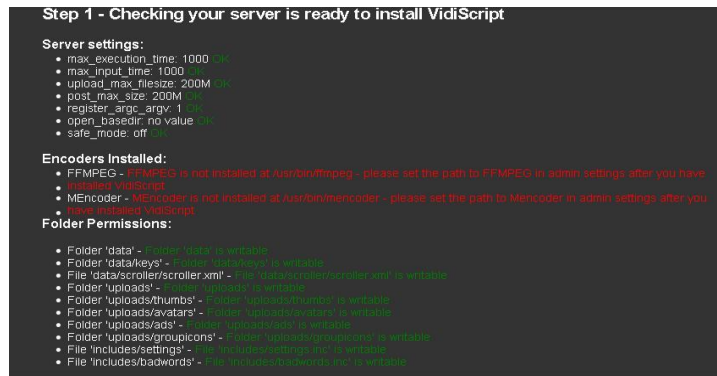 Step 1 - Checking your server is ready to install VidiScript
Server settings:
max_execution_time: 1000 OK
max_input_time: 1000 OK
upload_max_filesize: 200M OK
post_max_size: 200M OK
register_argc_argv: 1 OK
open_basedir: no value OK
safe_mode: off OK
Encoders Installed:
FFMPEG - FFMPEG is not installed at /usr/bin/ffmpeg - please set the path to FFMPEG in admin settings after you have
installed VidiScript
MEncoder - MEncoder is not installed at /usr/bin/mencoder - please set the path to Mencoder in admin settings after you
have installed VidiScript
Folder Permissions:
Folder 'data' - Folder 'data' is writable
Folder 'data/keys' - Folder 'data/keys' is writable
File 'data/scroller/scroller.xml' - File 'data/scroller/scroller.xml' is writable
Folder 'uploads' - Folder 'uploads' is writable
Folder 'uploads/thumbs' - Folder 'uploads/thumbs' is writable
Folder 'uploads/avatars' - Folder 'uploads/avatars' is writable
Folder 'uploads/ads' - Folder 'uploads/ads' is writable
Folder 'uploads/groupicons' - Folder 'uploads/groupicons' is writable
File 'includes/settings' - File 'includes/settings.inc' is writable
File 'includes/badwords' - File 'includes/badwords.inc' is writable